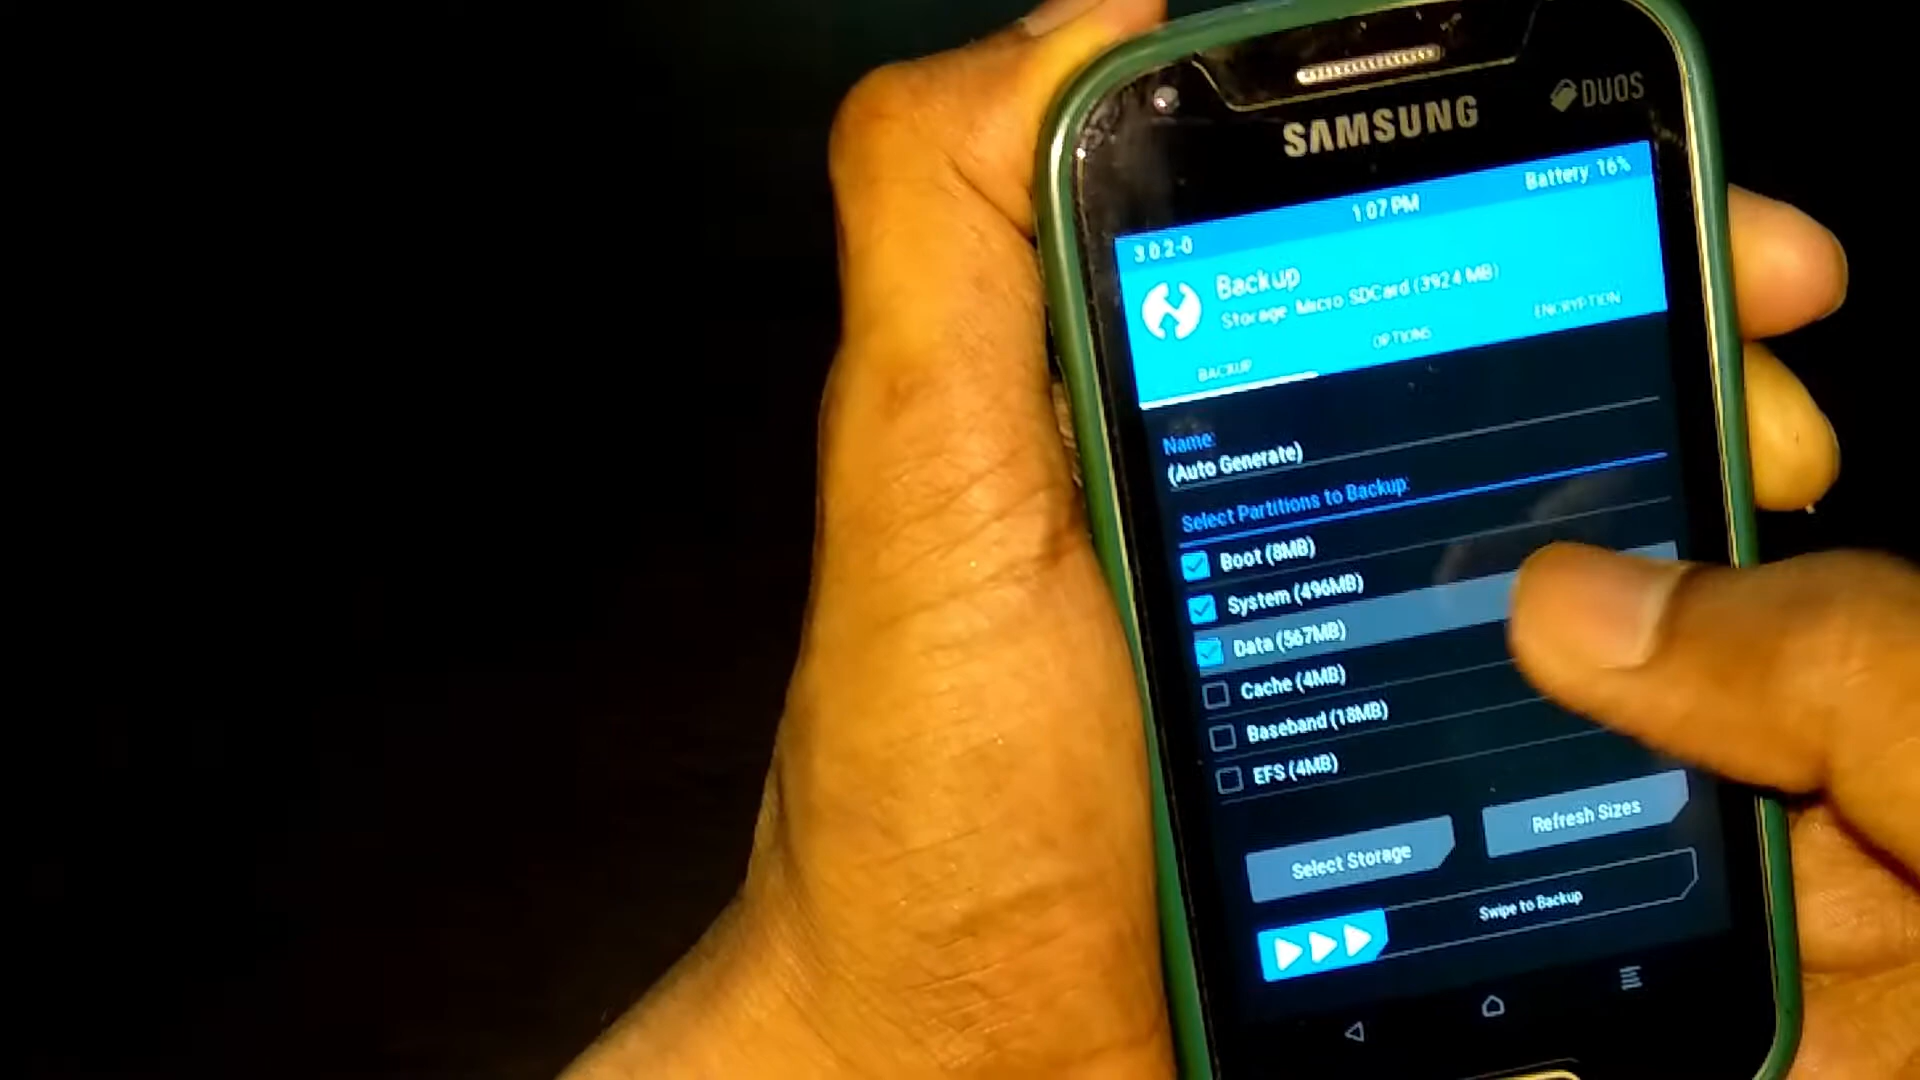 DUOS
SAMSUNG
Battery 16%
1:07 PM
3.0.2-0
Backup
Storage: Micro SDCard (3924 MB)
BACKUP
OPTIONS
ENCRYPTION
Name:
(Auto Generate)
Select Partitions to Backup:
Boot (8MB)
System (496MB)
Data (567MB)
Cache (4MB)
Baseband (18MB)
EFS (4MB)
Select Storage
Refresh Sizes
Swipe to Backup